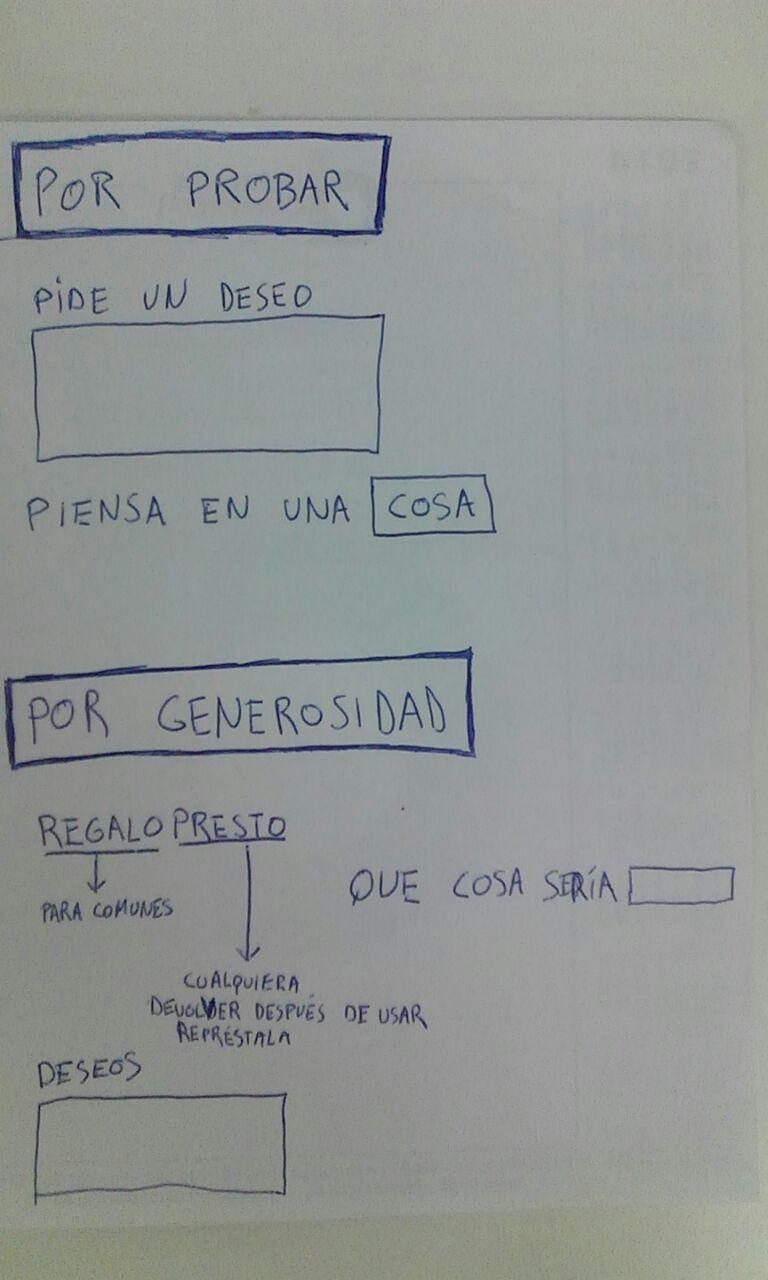 POR PROBAR
PIDE UN DESEO
PIENSA EN UNA COSA
POR GENEROSIDAD
REGALO PRESTO
PARA COMUNES
QUE COSA SERÍA
CUALQUIERA
DEVOLVER DESPUÉS DE USAR
REPRÉSTALA
DESEOS